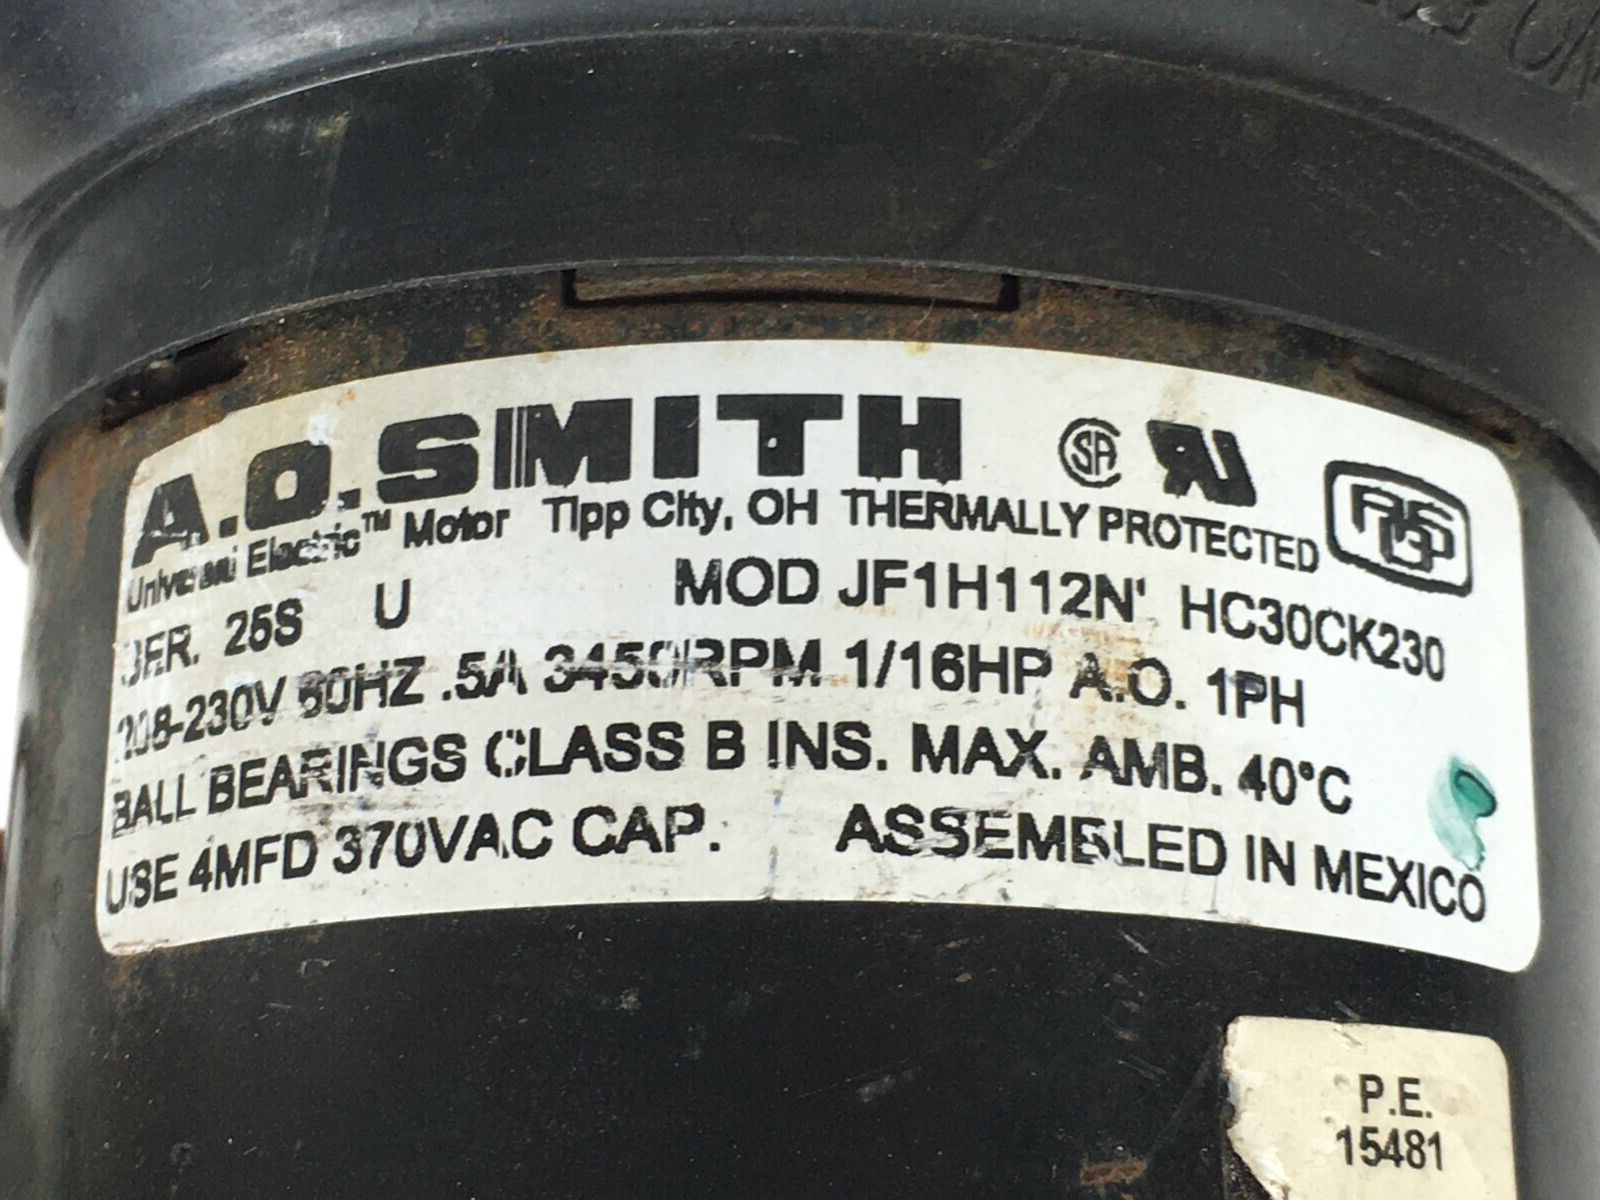 A.O.SMITH
Universal Electric™ Motor Tipp City, OH THERMALLY PROTECTED
SER. 25S U MOD JF1H112N' HC30CK230
208-230V 60HZ .5A 3450RPM 1/16HP A.O. 1PH
BALL BEARINGS CLASS B INS. MAX. AMB. 40°C
USE 4MFD 370VAC CAP. ASSEMBLED IN MEXICO
P.E.
15481